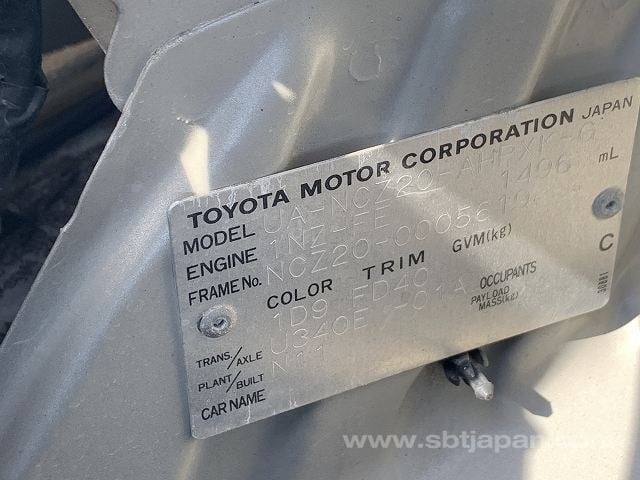 TOYOTA MOTOR CORPORATION JAPAN
MODEL UA-NCZ20-AHPXK-G
ENGINE 1NZ-FE 1496 mL
FRAME No. NCZ20-0005619
COLOR TRIM GVM(kg)
1D9 FD40 OCCUPANTS C
TRANS./AXLE U340E PAYLOAD MASS(kg)
PLANT/BUILT N11
CAR NAME
www.sbtjapan.com